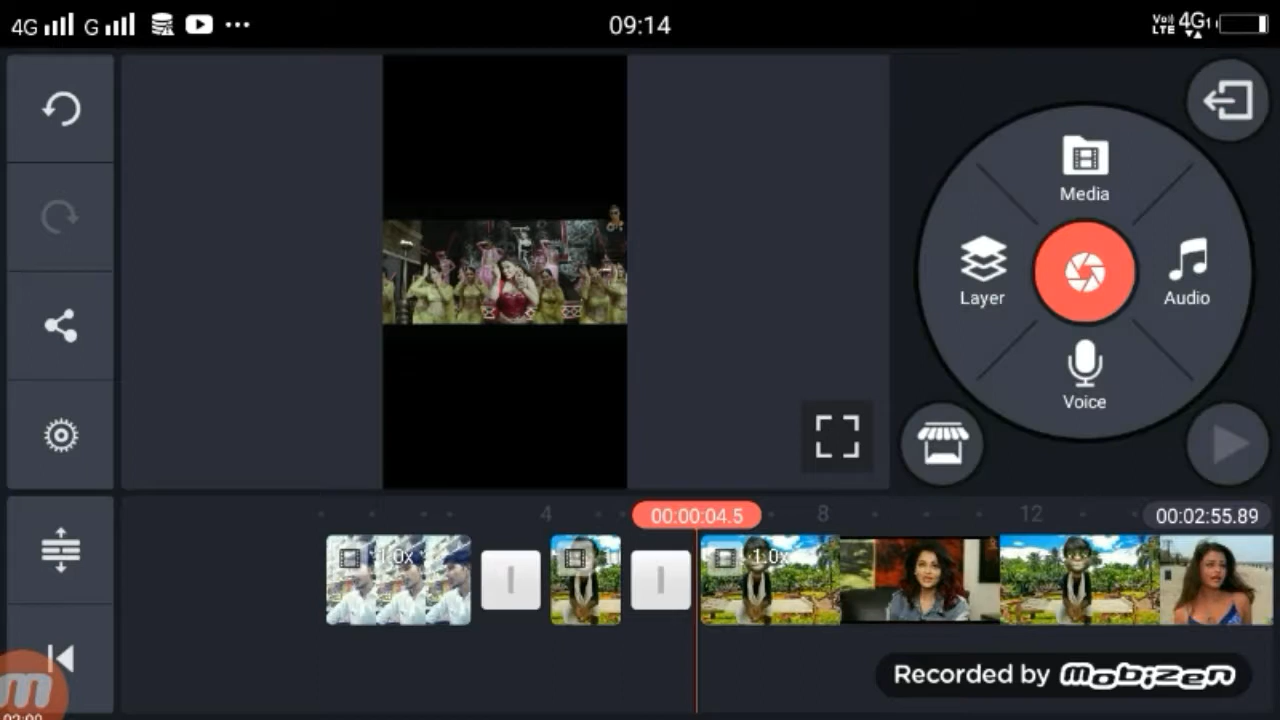 4G G 09:14 Vo)) LTE 4G
Media
Layer
Audio
Voice
4 00:00:04.5 8 12 00:02:55.89
1.0x 1.0x
Recorded by mobizen